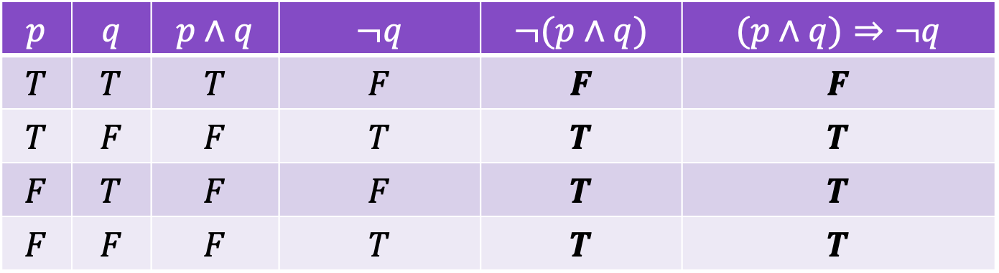 p q p ∧ q ¬q ¬(p ∧ q) (p ∧ q) ⇒ ¬q
T T T F F F
T F F T T T
F T F F T T
F F F T T T